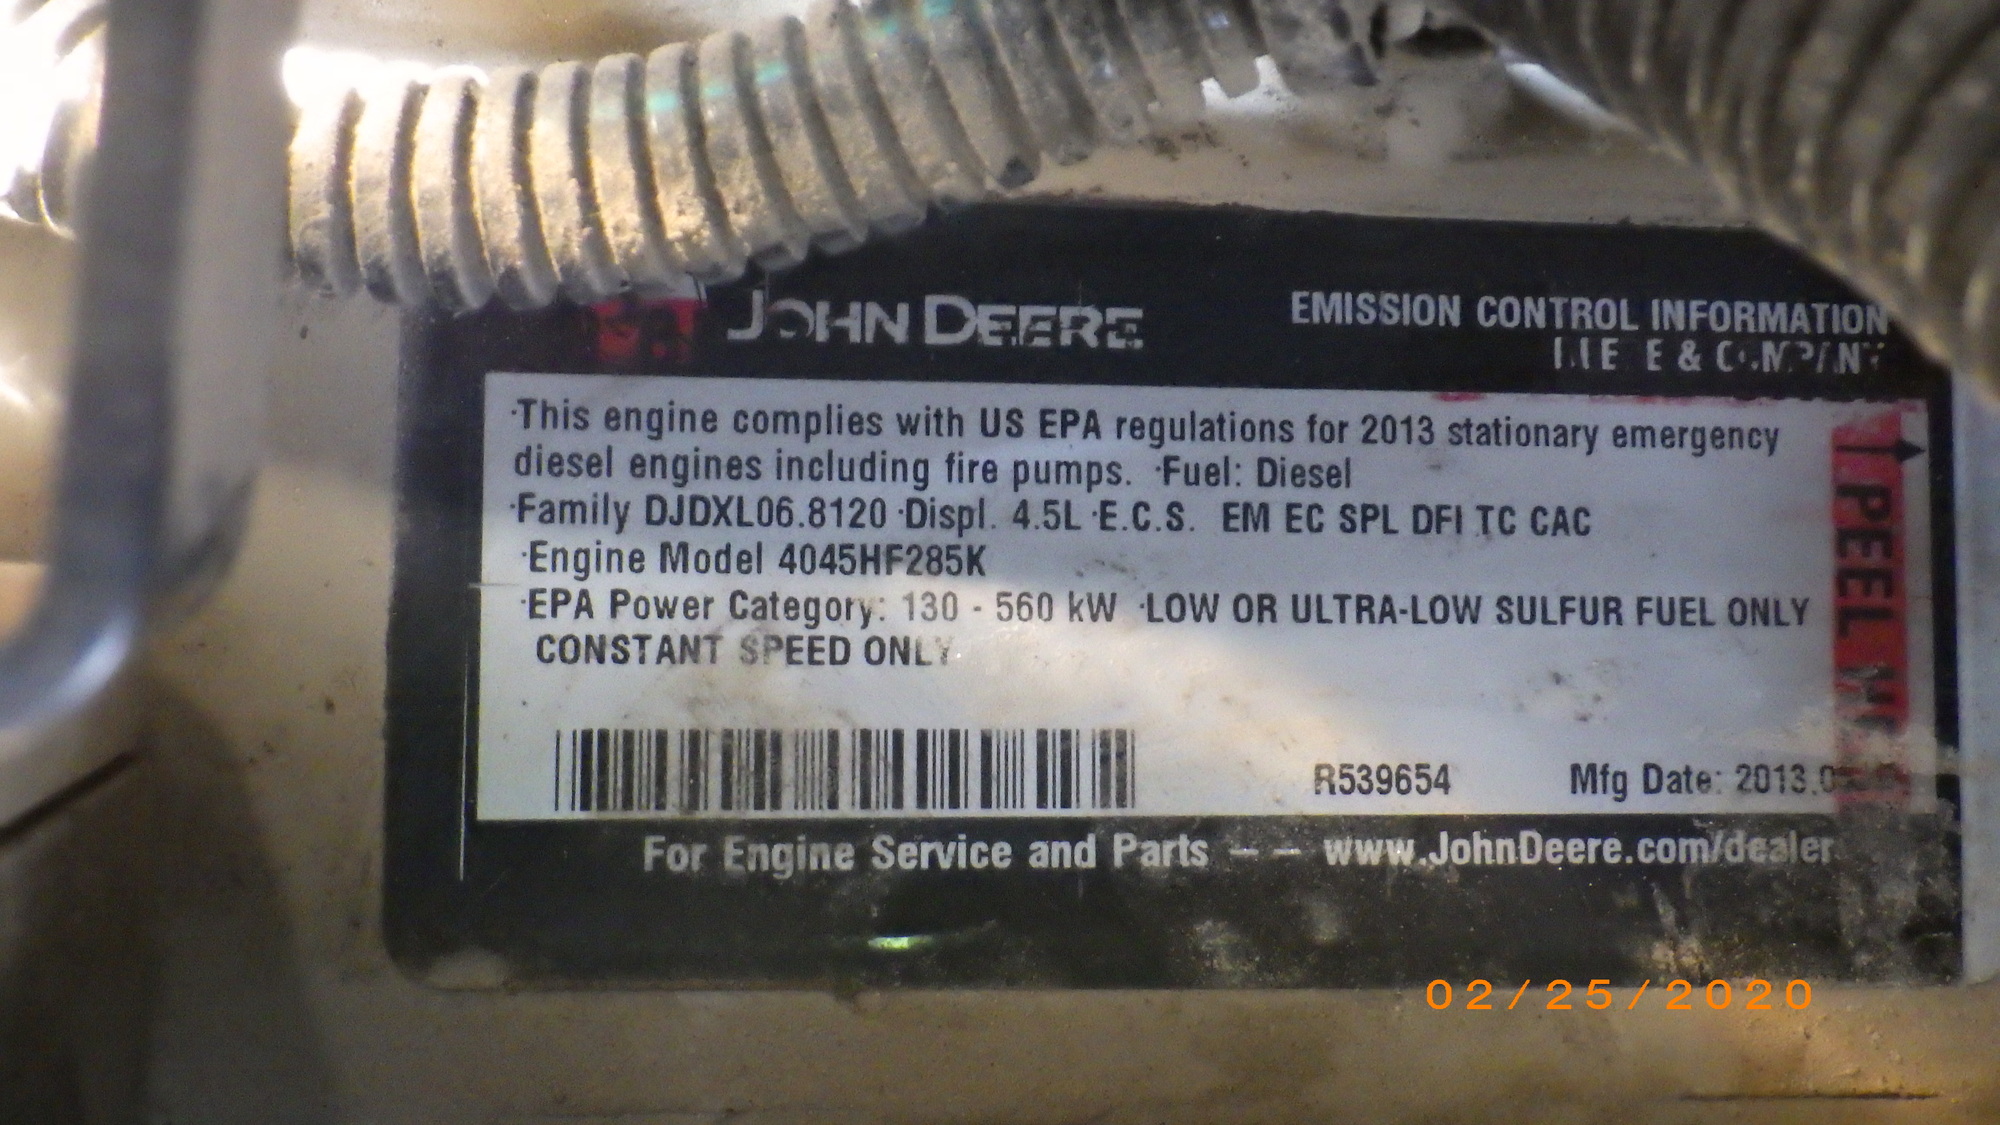 JOHN DEERE
EMISSION CONTROL INFORMATION
& COMPANY
·This engine complies with US EPA regulations for 2013 stationary emergency
diesel engines including fire pumps. ·Fuel: Diesel
·Family DJDXL06.8120 ·Displ. 4.5L ·E.C.S. EM EC SPL DFI TC CAC
·Engine Model 4045HF285K
·EPA Power Category: 130 - 560 kW ·LOW OR ULTRA-LOW SULFUR FUEL ONLY
CONSTANT SPEED ONLY
PEEL
R539654 Mfg Date:
For Engine Service and Parts -- www.JohnDeere.com/dealer
02/25/2020